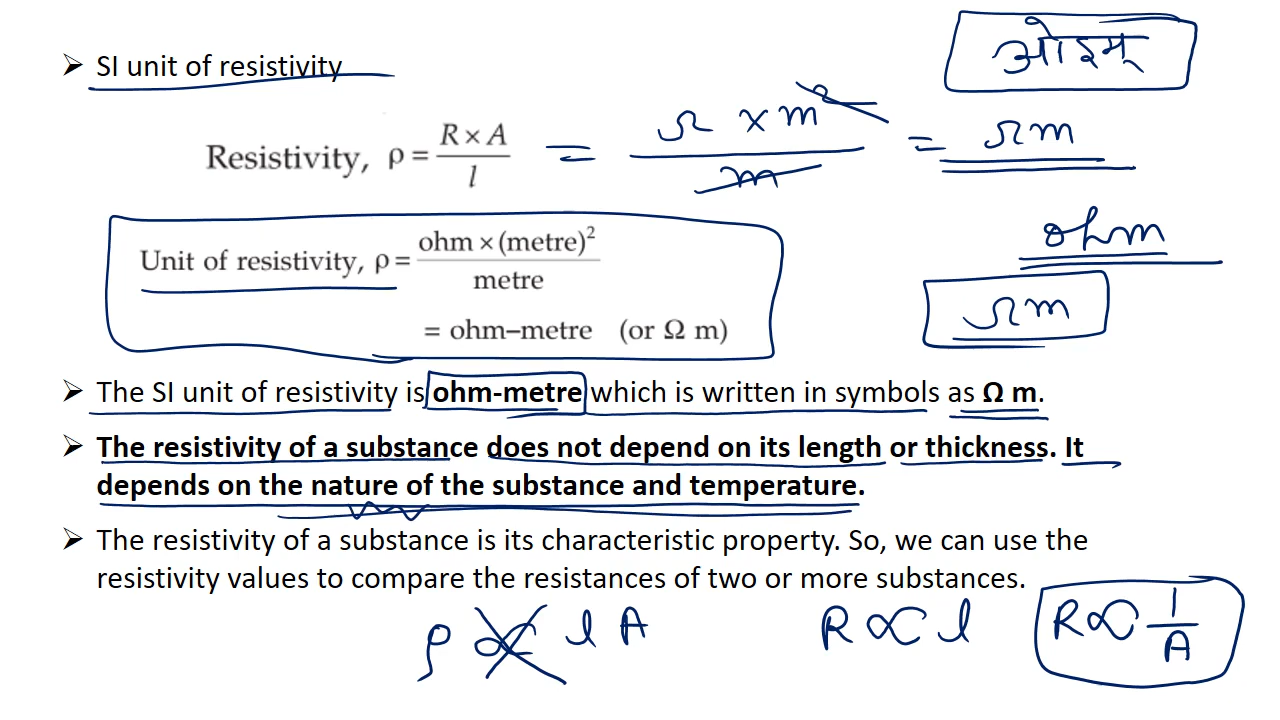 ओइम्
➤ SI unit of resistivity
Resistivity, ρ = R × A / l = Ω × m² / m = Ω m
ohm
Unit of resistivity, ρ = ohm × (metre)² / metre
Ω m
= ohm–metre (or Ω m)
➤ The SI unit of resistivity is ohm-metre which is written in symbols as Ω m.
➤ The resistivity of a substance does not depend on its length or thickness. It
depends on the nature of the substance and temperature.
➤ The resistivity of a substance is its characteristic property. So, we can use the
resistivity values to compare the resistances of two or more substances.
ρ ∝ l A R ∝ l R ∝ 1/A